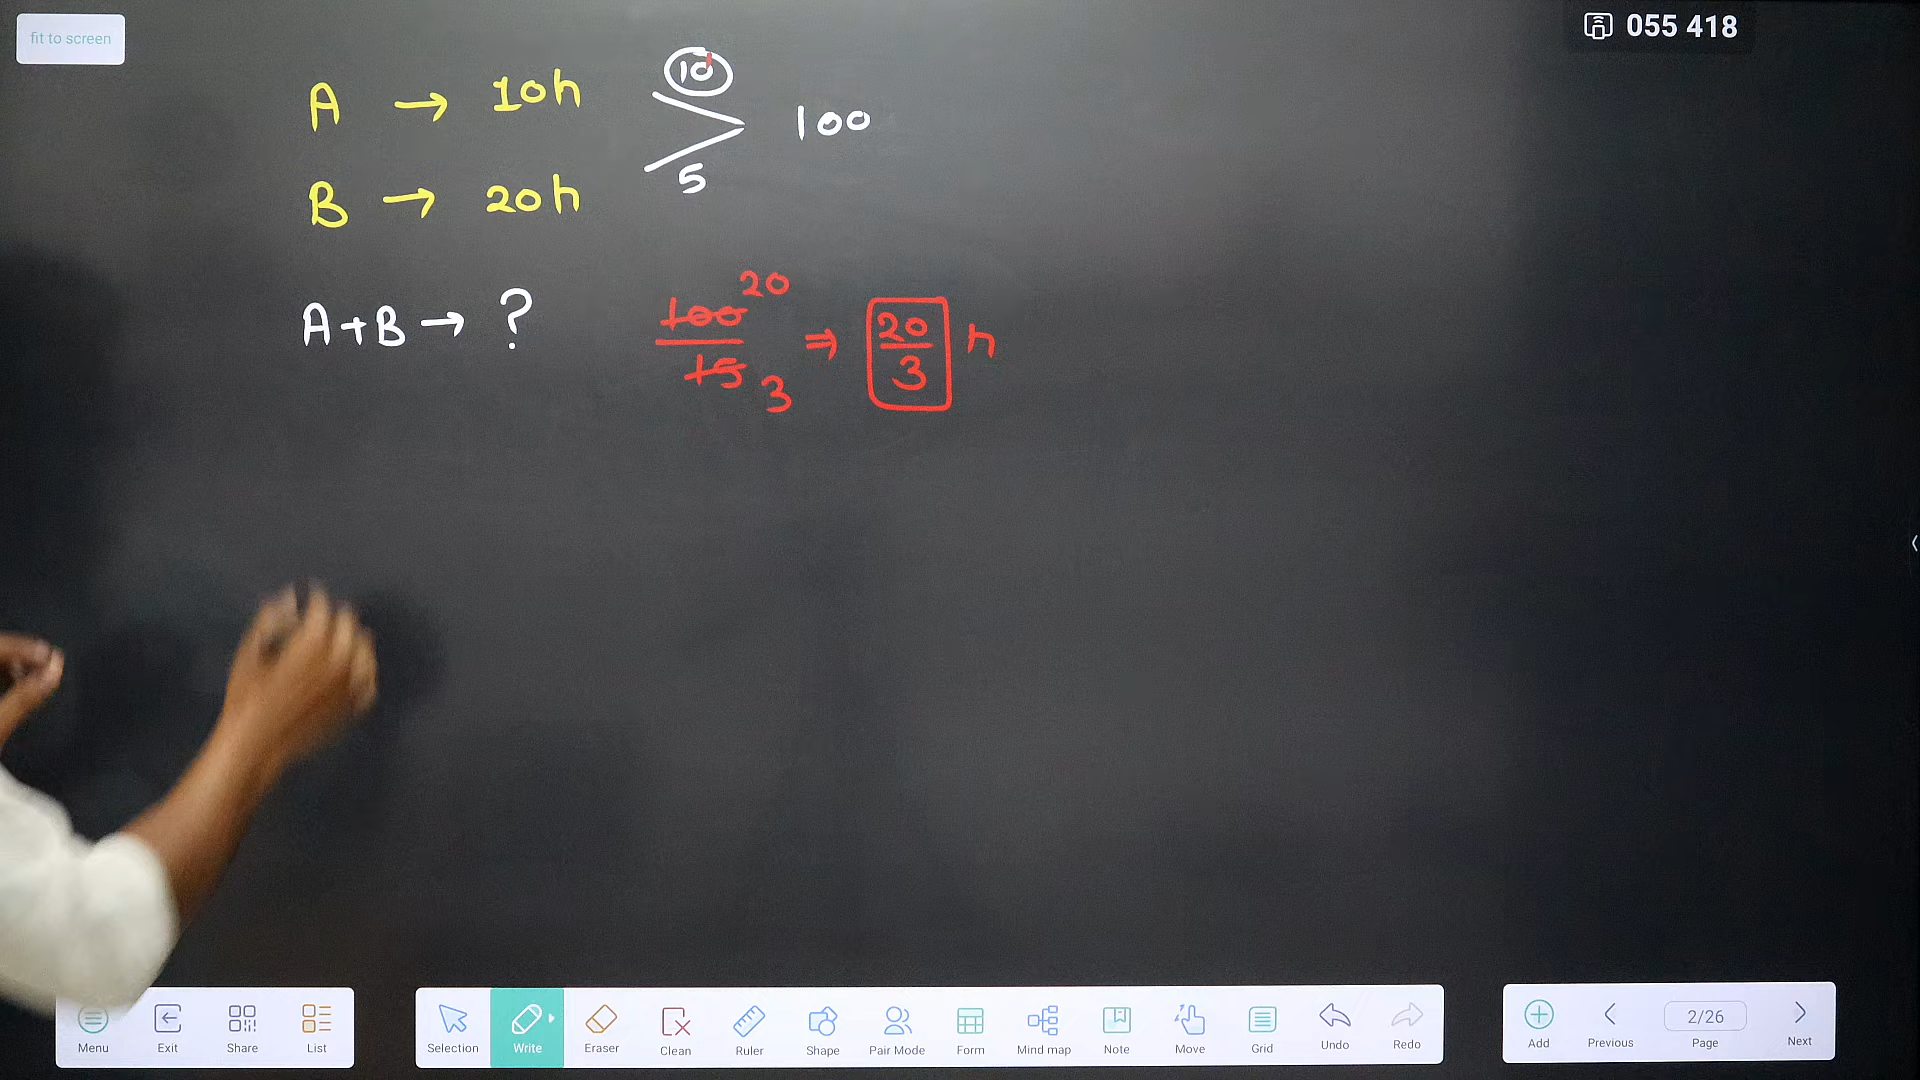 fit to screen
055 418
A → 10h 10 100
B → 20h 5
A+B → ? 100 20 ⇒ 20 h
15 3 3
Menu Exit Share List Selection Write Eraser Clean Ruler Shape Pair Mode Form Mind map Note Move Grid Undo Redo Add Previous 2/26 Page Next